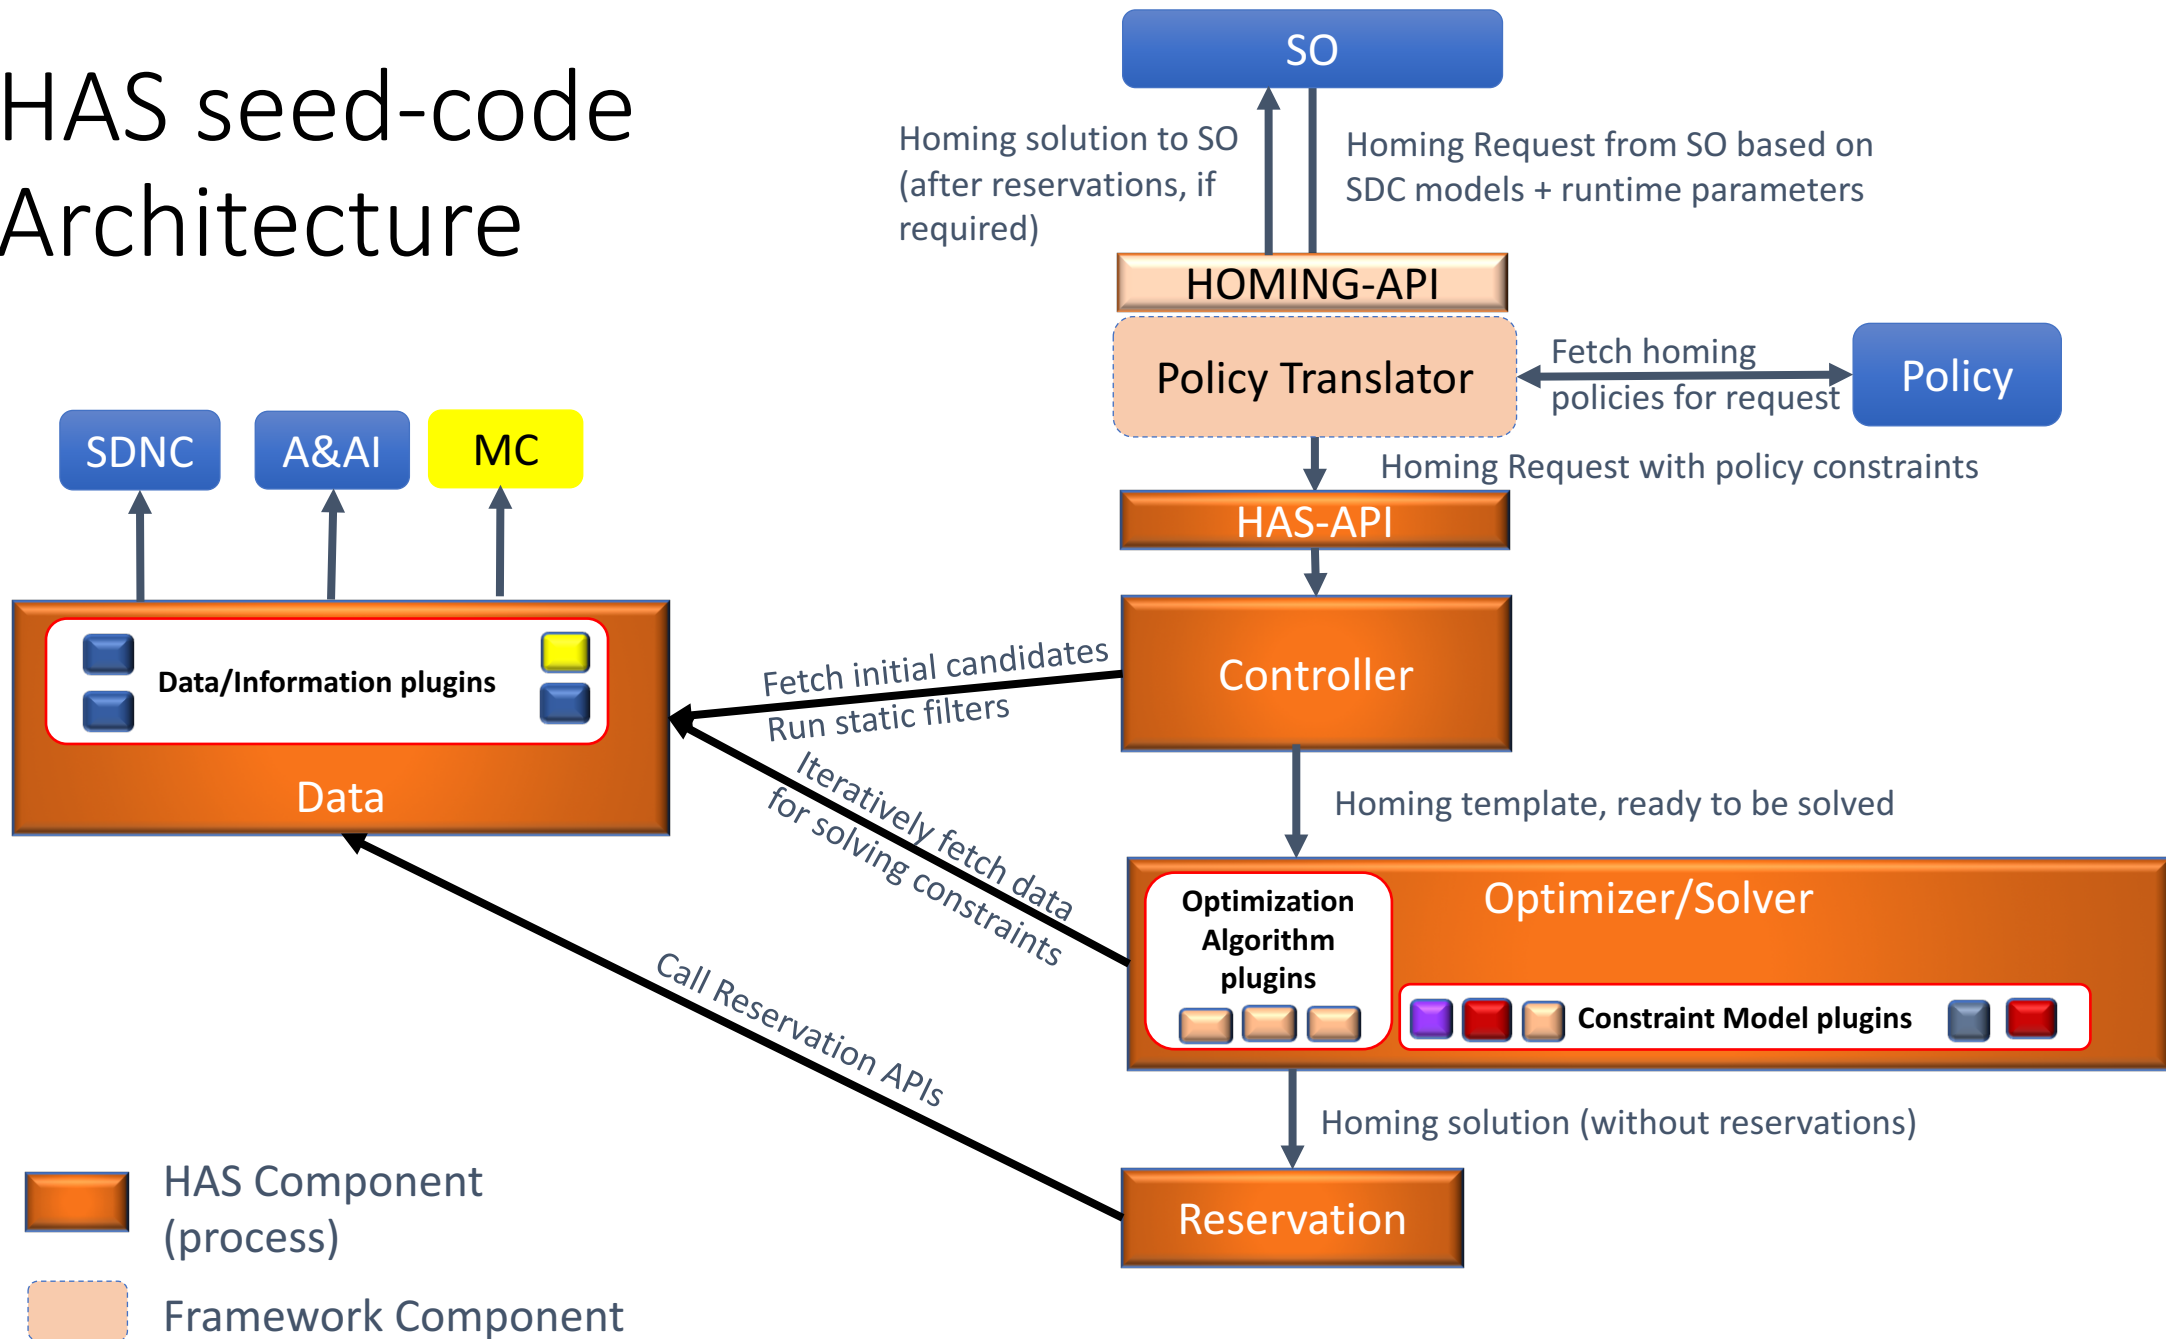 HAS seed-code
Architecture
SO
Homing solution to SO
(after reservations, if
required)
Homing Request from SO based on
SDC models + runtime parameters
HOMING-API
Policy Translator
Fetch homing
policies for request
Policy
Homing Request with policy constraints
HAS-API
SDNC
A&AI
MC
Data/Information plugins
Data
Fetch initial candidates
Run static filters
Controller
Iteratively fetch data
for solving constraints
Homing template, ready to be solved
Optimizer/Solver
Optimization
Algorithm
plugins
Constraint Model plugins
Call Reservation APIs
Homing solution (without reservations)
Reservation
HAS Component
(process)
Framework Component